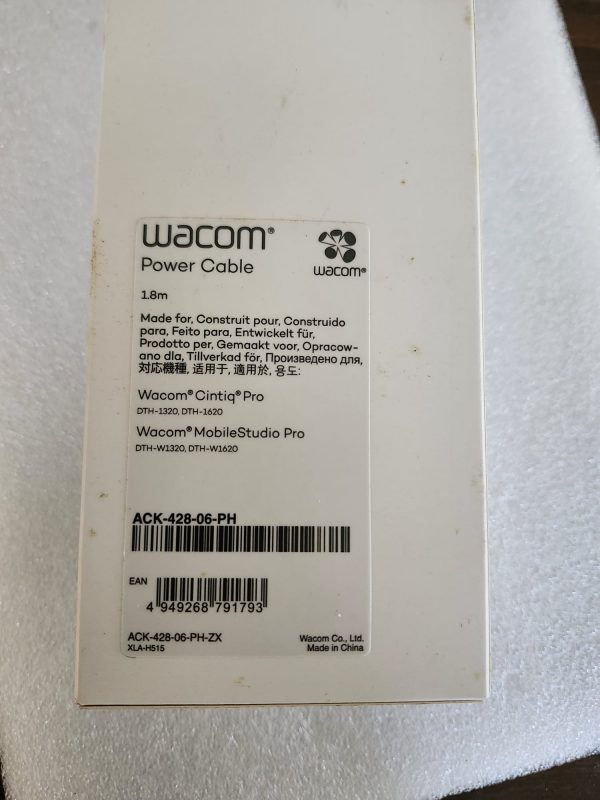 wacom®
Power Cable
wacom®
1.8m
Made for, Construit pour, Construido
para, Feito para, Entwickelt für,
Prodotto per, Gemaakt voor, Opracow-
ano dla, Tillverkad för, Произведено для,
対応機種, 适用于, 適用於, 용도:
Wacom® Cintiq® Pro
DTH-1320, DTH-1620
Wacom® MobileStudio Pro
DTH-W1320, DTH-W1620
ACK-428-06-PH
EAN
4 949268 791793
ACK-428-06-PH-ZX
XLA-H515
Wacom Co., Ltd.
Made in China